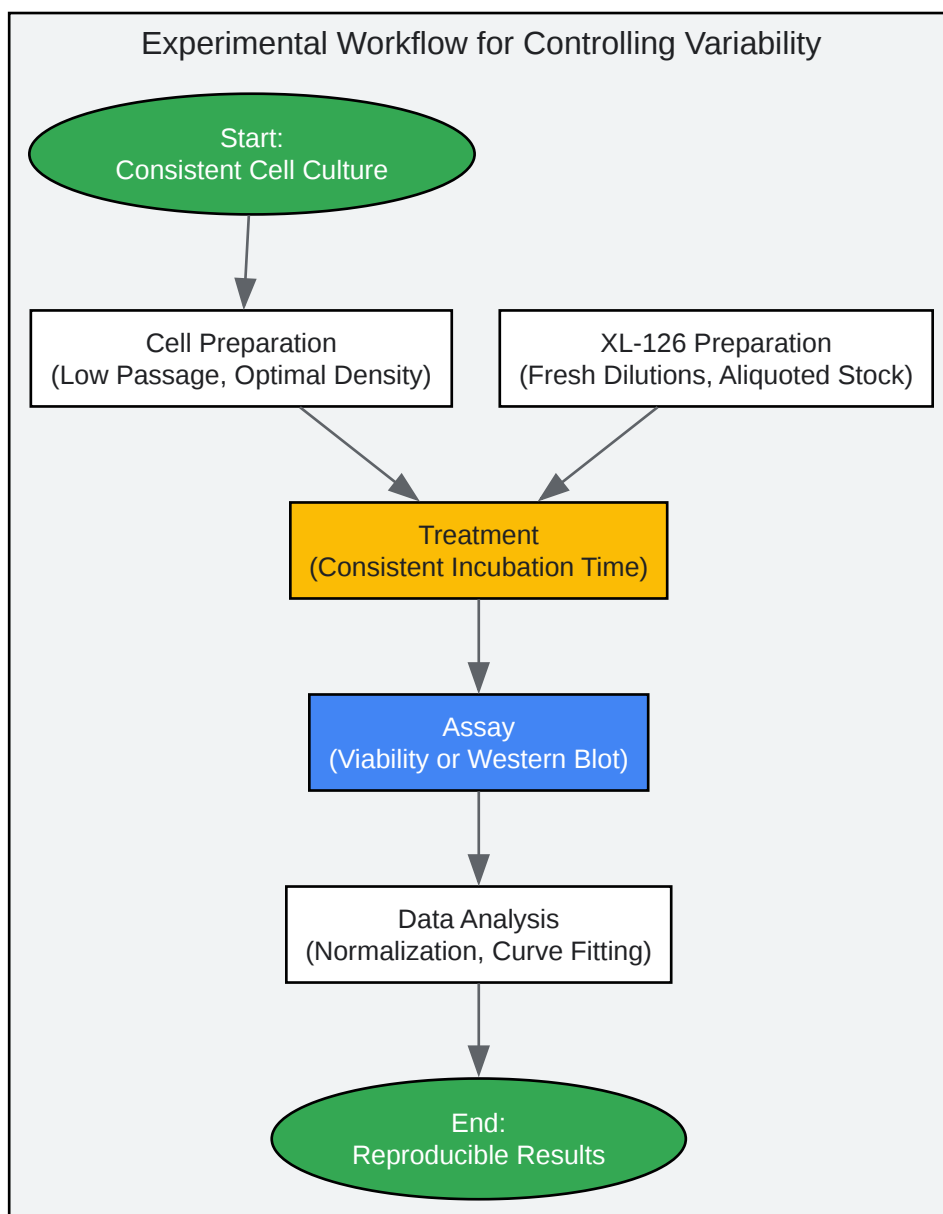 Experimental Workflow for Controlling Variability
Start:
Consistent Cell Culture
Cell Preparation
(Low Passage, Optimal Density)
XL-126 Preparation
(Fresh Dilutions, Aliquoted Stock)
Treatment
(Consistent Incubation Time)
Assay
(Viability or Western Blot)
Data Analysis
(Normalization, Curve Fitting)
End:
Reproducible Results